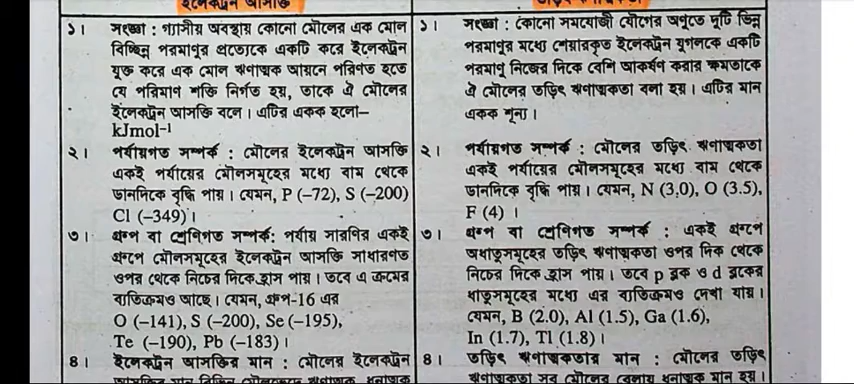 ইলেকট্রন আসক্তি
১। সংজ্ঞা : গ্যাসীয় অবস্থায় কোনো মৌলের এক মোল
বিচ্ছিন্ন পরমাণুর প্রত্যেকে একটি করে ইলেকট্রন
যুক্ত করে এক মোল ঋণাত্মক আয়নে পরিণত হতে
যে পরিমাণ শক্তি নির্গত হয়, তাকে ঐ মৌলের
ইলেকট্রন আসক্তি বলে। এটির একক হলো–
kJmol⁻¹
২। পর্যায়গত সম্পর্ক : মৌলের ইলেকট্রন আসক্তি
একই পর্যায়ের মৌলসমূহের মধ্যে বাম থেকে
ডানদিকে বৃদ্ধি পায়। যেমন, P (–72), S (–200)
Cl (–349)।
৩। গ্রুপ বা শ্রেণিগত সম্পর্ক: পর্যায় সারণির একই
গ্রুপে মৌলসমূহের ইলেকট্রন আসক্তি সাধারণত
ওপর থেকে নিচের দিকে হ্রাস পায়। তবে এ ক্রমের
ব্যতিক্রমও আছে। যেমন, গ্রুপ-16 এর
O (–141), S (–200), Se (–195),
Te (–190), Pb (–183)।
৪। ইলেকট্রন আসক্তির মান : মৌলের ইলেকট্রন
১। সংজ্ঞা : কোনো সমযোজী যৌগের অণুতে দুটি ভিন্ন
পরমাণুর মধ্যে শেয়ারকৃত ইলেকট্রন যুগলকে একটি
পরমাণু নিজের দিকে বেশি আকর্ষণ করার ক্ষমতাকে
ঐ মৌলের তড়িৎ ঋণাত্মকতা বলা হয়। এটির মান
একক শূন্য।
২। পর্যায়গত সম্পর্ক : মৌলের তড়িৎ ঋণাত্মকতা
একই পর্যায়ের মৌলসমূহের মধ্যে বাম থেকে
ডানদিকে বৃদ্ধি পায়। যেমন, N (3,0), O (3.5),
F (4) ।
৩। গ্রুপ বা শ্রেণিগত সম্পর্ক : একই গ্রুপে
অধাতুসমূহের তড়িৎ ঋণাত্মকতা ওপর দিক থেকে
নিচের দিকে হ্রাস পায়। তবে p ব্লক ও d ব্লকের
ধাতুসমূহের মধ্যে এর ব্যতিক্রমও দেখা যায়।
যেমন, B (2.0), Al (1.5), Ga (1.6),
In (1.7), Tl (1.8)।
৪। তড়িৎ ঋণাত্মকতার মান : মৌলের তড়িৎ
ঋণাত্মকতা সব মৌলের বেলায় ধনাত্মক মান হয়।